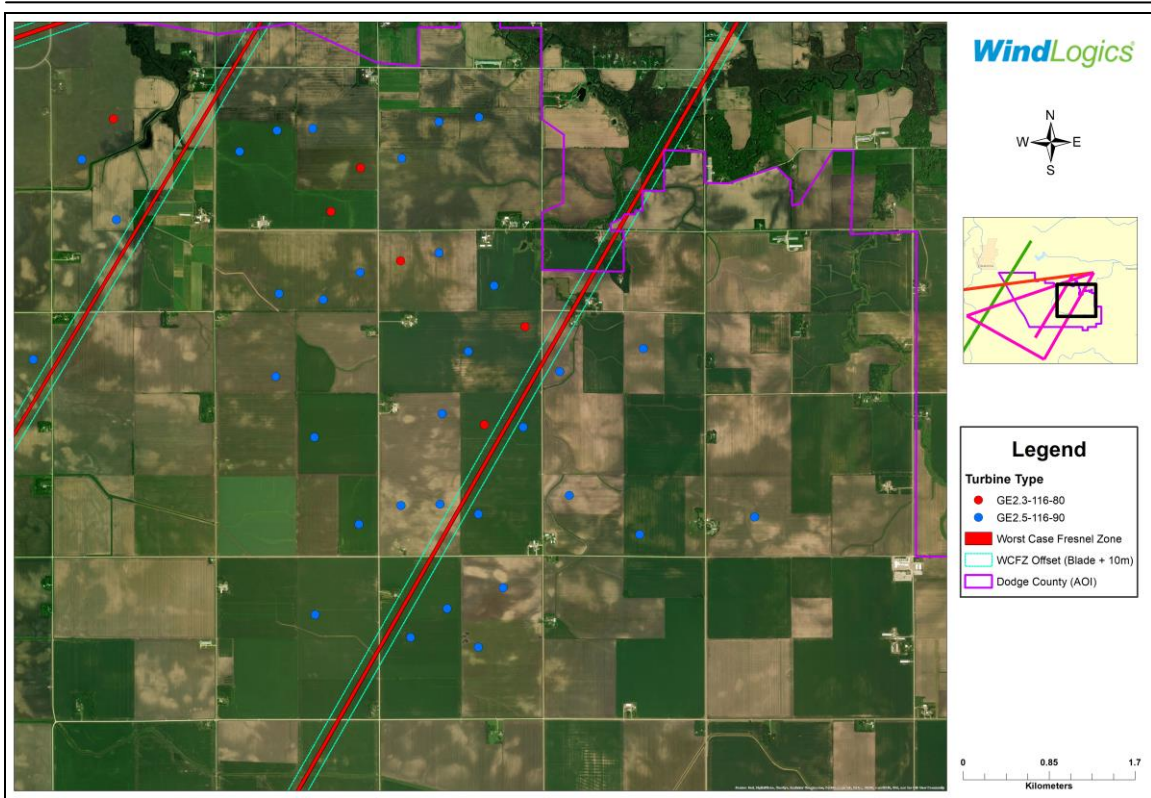 WindLogics
N
W E
S
Legend
Turbine Type
GE2.3-116-80
GE2.5-116-90
Worst Case Fresnel Zone
WCFZ Offset (Blade + 10m)
Dodge County (AOI)
0 0.85 1.7
Kilometers